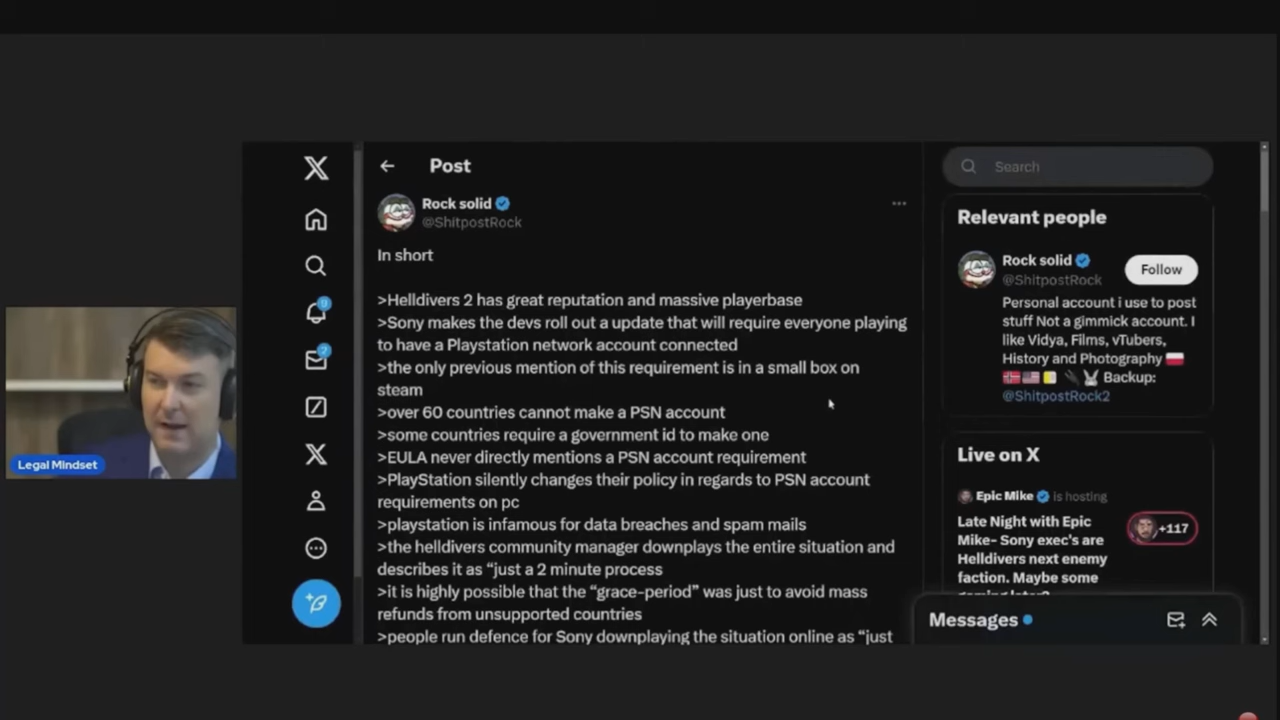 Post
Rock solid
@ShitpostRock
In short
>Helldivers 2 has great reputation and massive playerbase
>Sony makes the devs roll out a update that will require everyone playing
to have a Playstation network account connected
>the only previous mention of this requirement is in a small box on
steam
>over 60 countries cannot make a PSN account
>some countries require a government id to make one
>EULA never directly mentions a PSN account requirement
>PlayStation silently changes their policy in regards to PSN account
requirements on pc
>playstation is infamous for data breaches and spam mails
>the helldivers community manager downplays the entire situation and
describes it as “just a 2 minute process
>it is highly possible that the “grace-period” was just to avoid mass
refunds from unsupported countries
>people run defence for Sony downplaying the situation online as “just
Search
Relevant people
Rock solid
@ShitpostRock
Follow
Personal account i use to post
stuff Not a gimmick account. I
like Vidya, Films, vTubers,
History and Photography
Backup:
@ShitpostRock2
Live on X
Epic Mike is hosting
Late Night with Epic
Mike- Sony exec's are
Helldivers next enemy
faction. Maybe some
+117
Messages
Legal Mindset